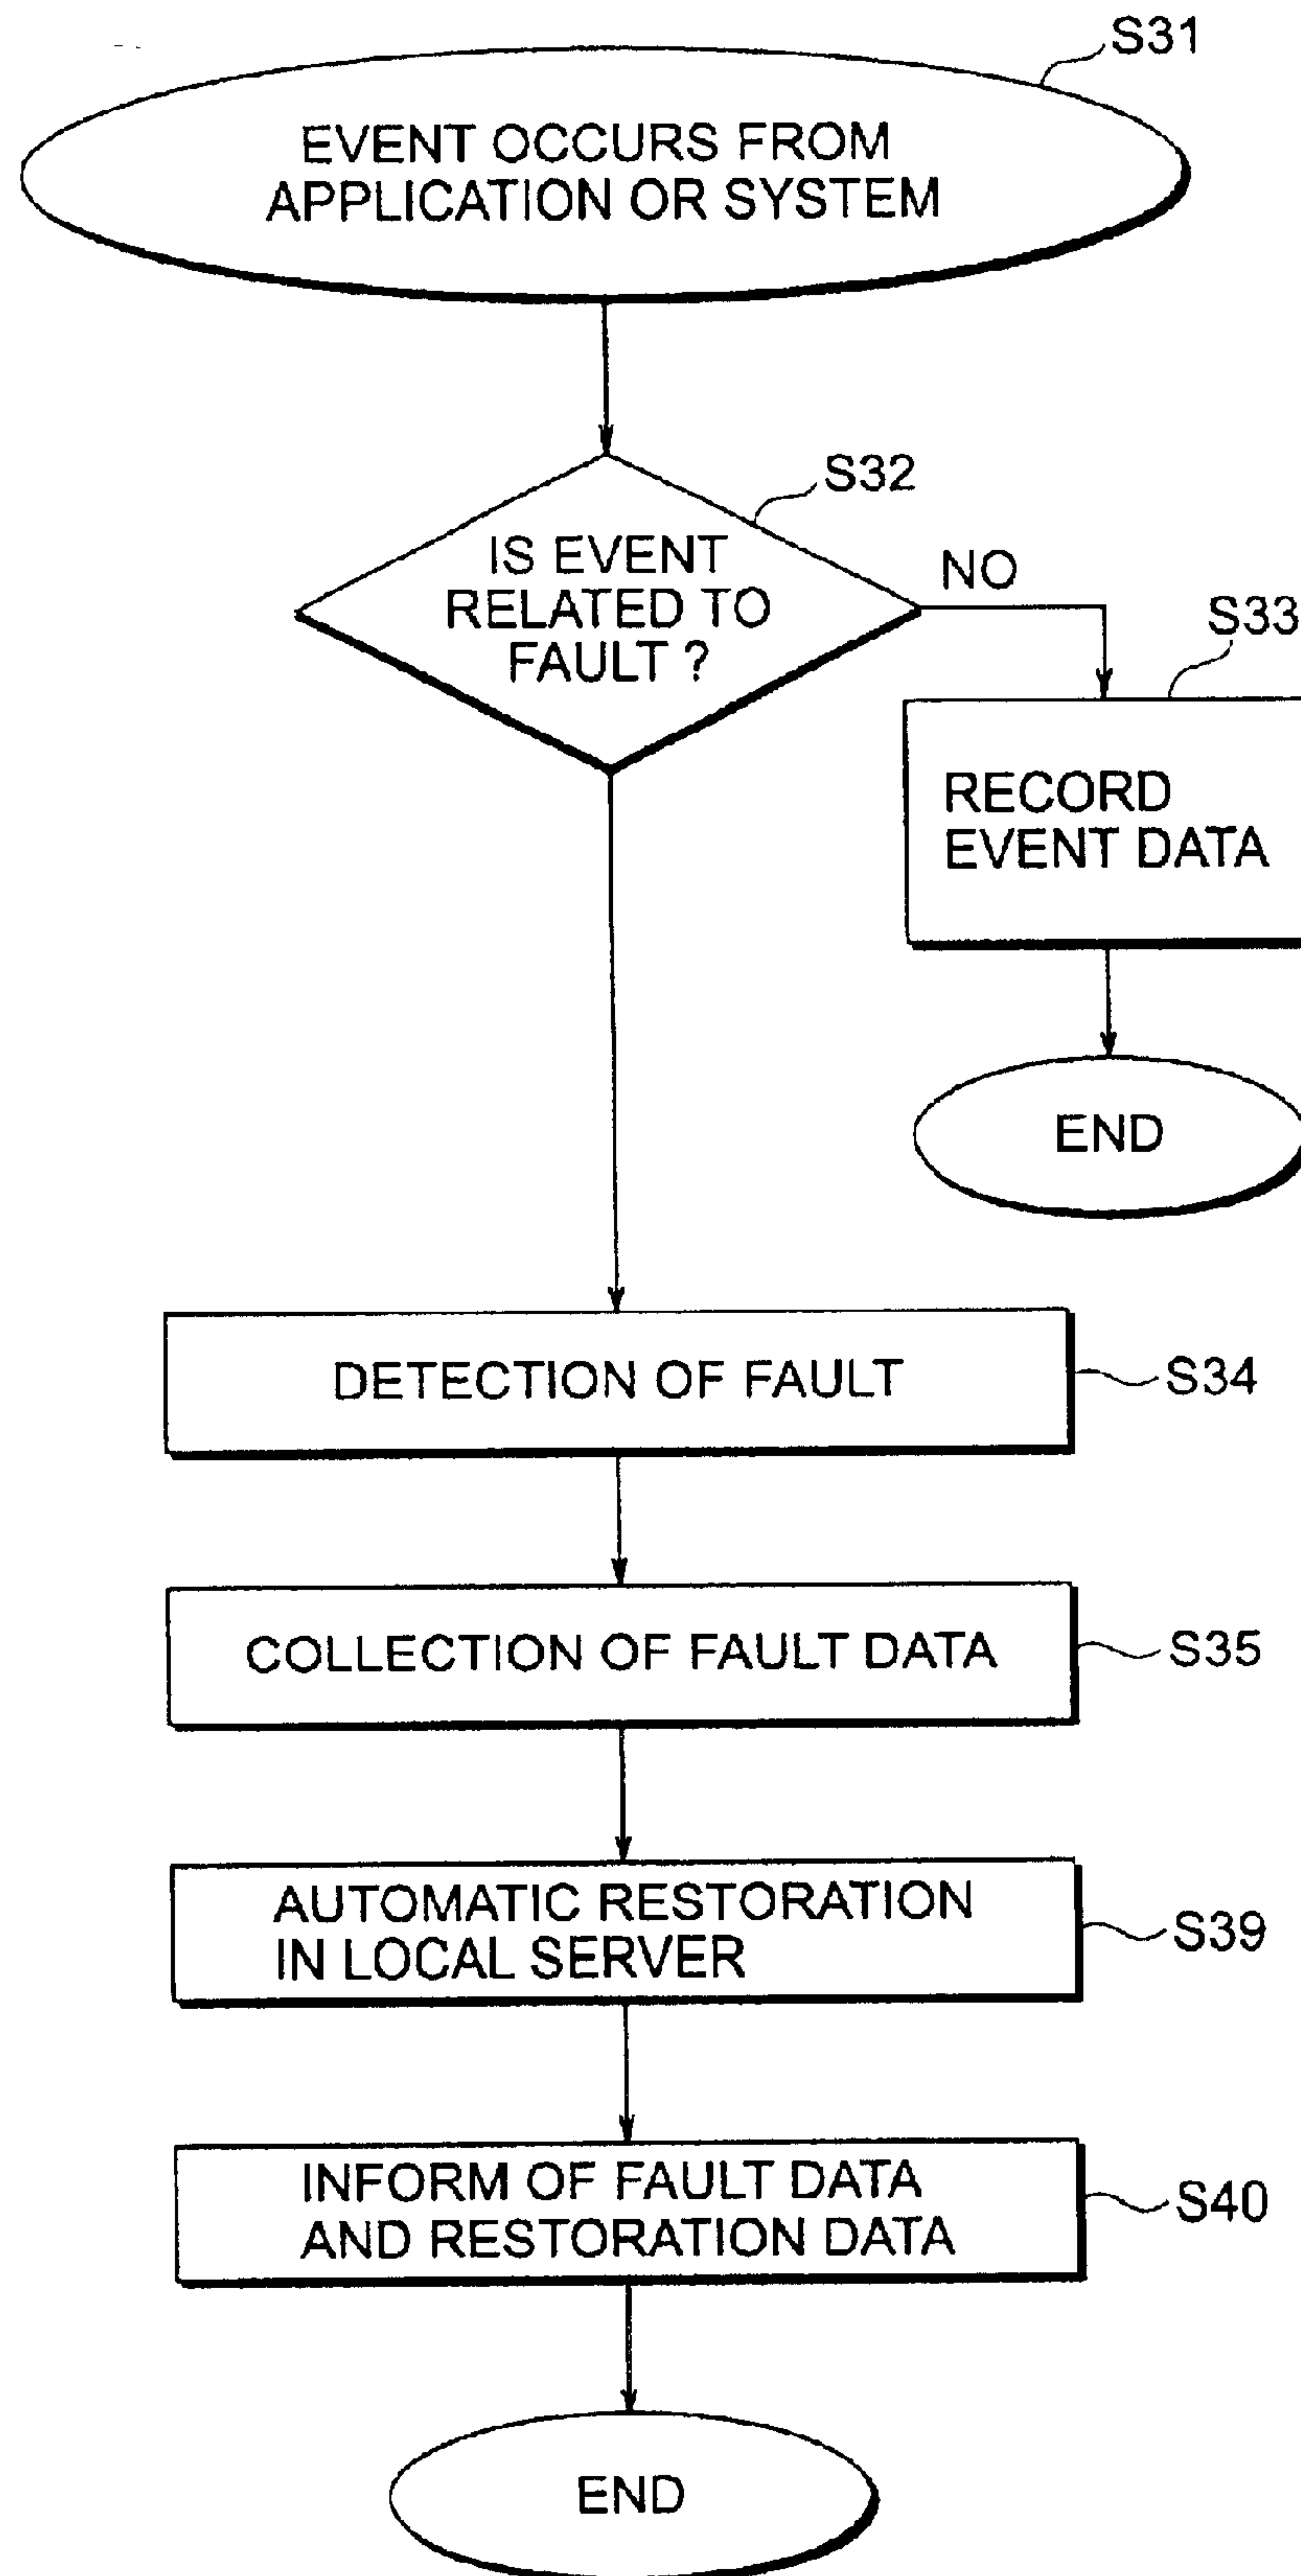 S31
EVENT OCCURS FROM
APPLICATION OR SYSTEM
S32
IS EVENT
RELATED TO
FAULT ?
NO
S33
RECORD
EVENT DATA
END
DETECTION OF FAULT
S34
COLLECTION OF FAULT DATA
S35
AUTOMATIC RESTORATION
IN LOCAL SERVER
S39
INFORM OF FAULT DATA
AND RESTORATION DATA
S40
END